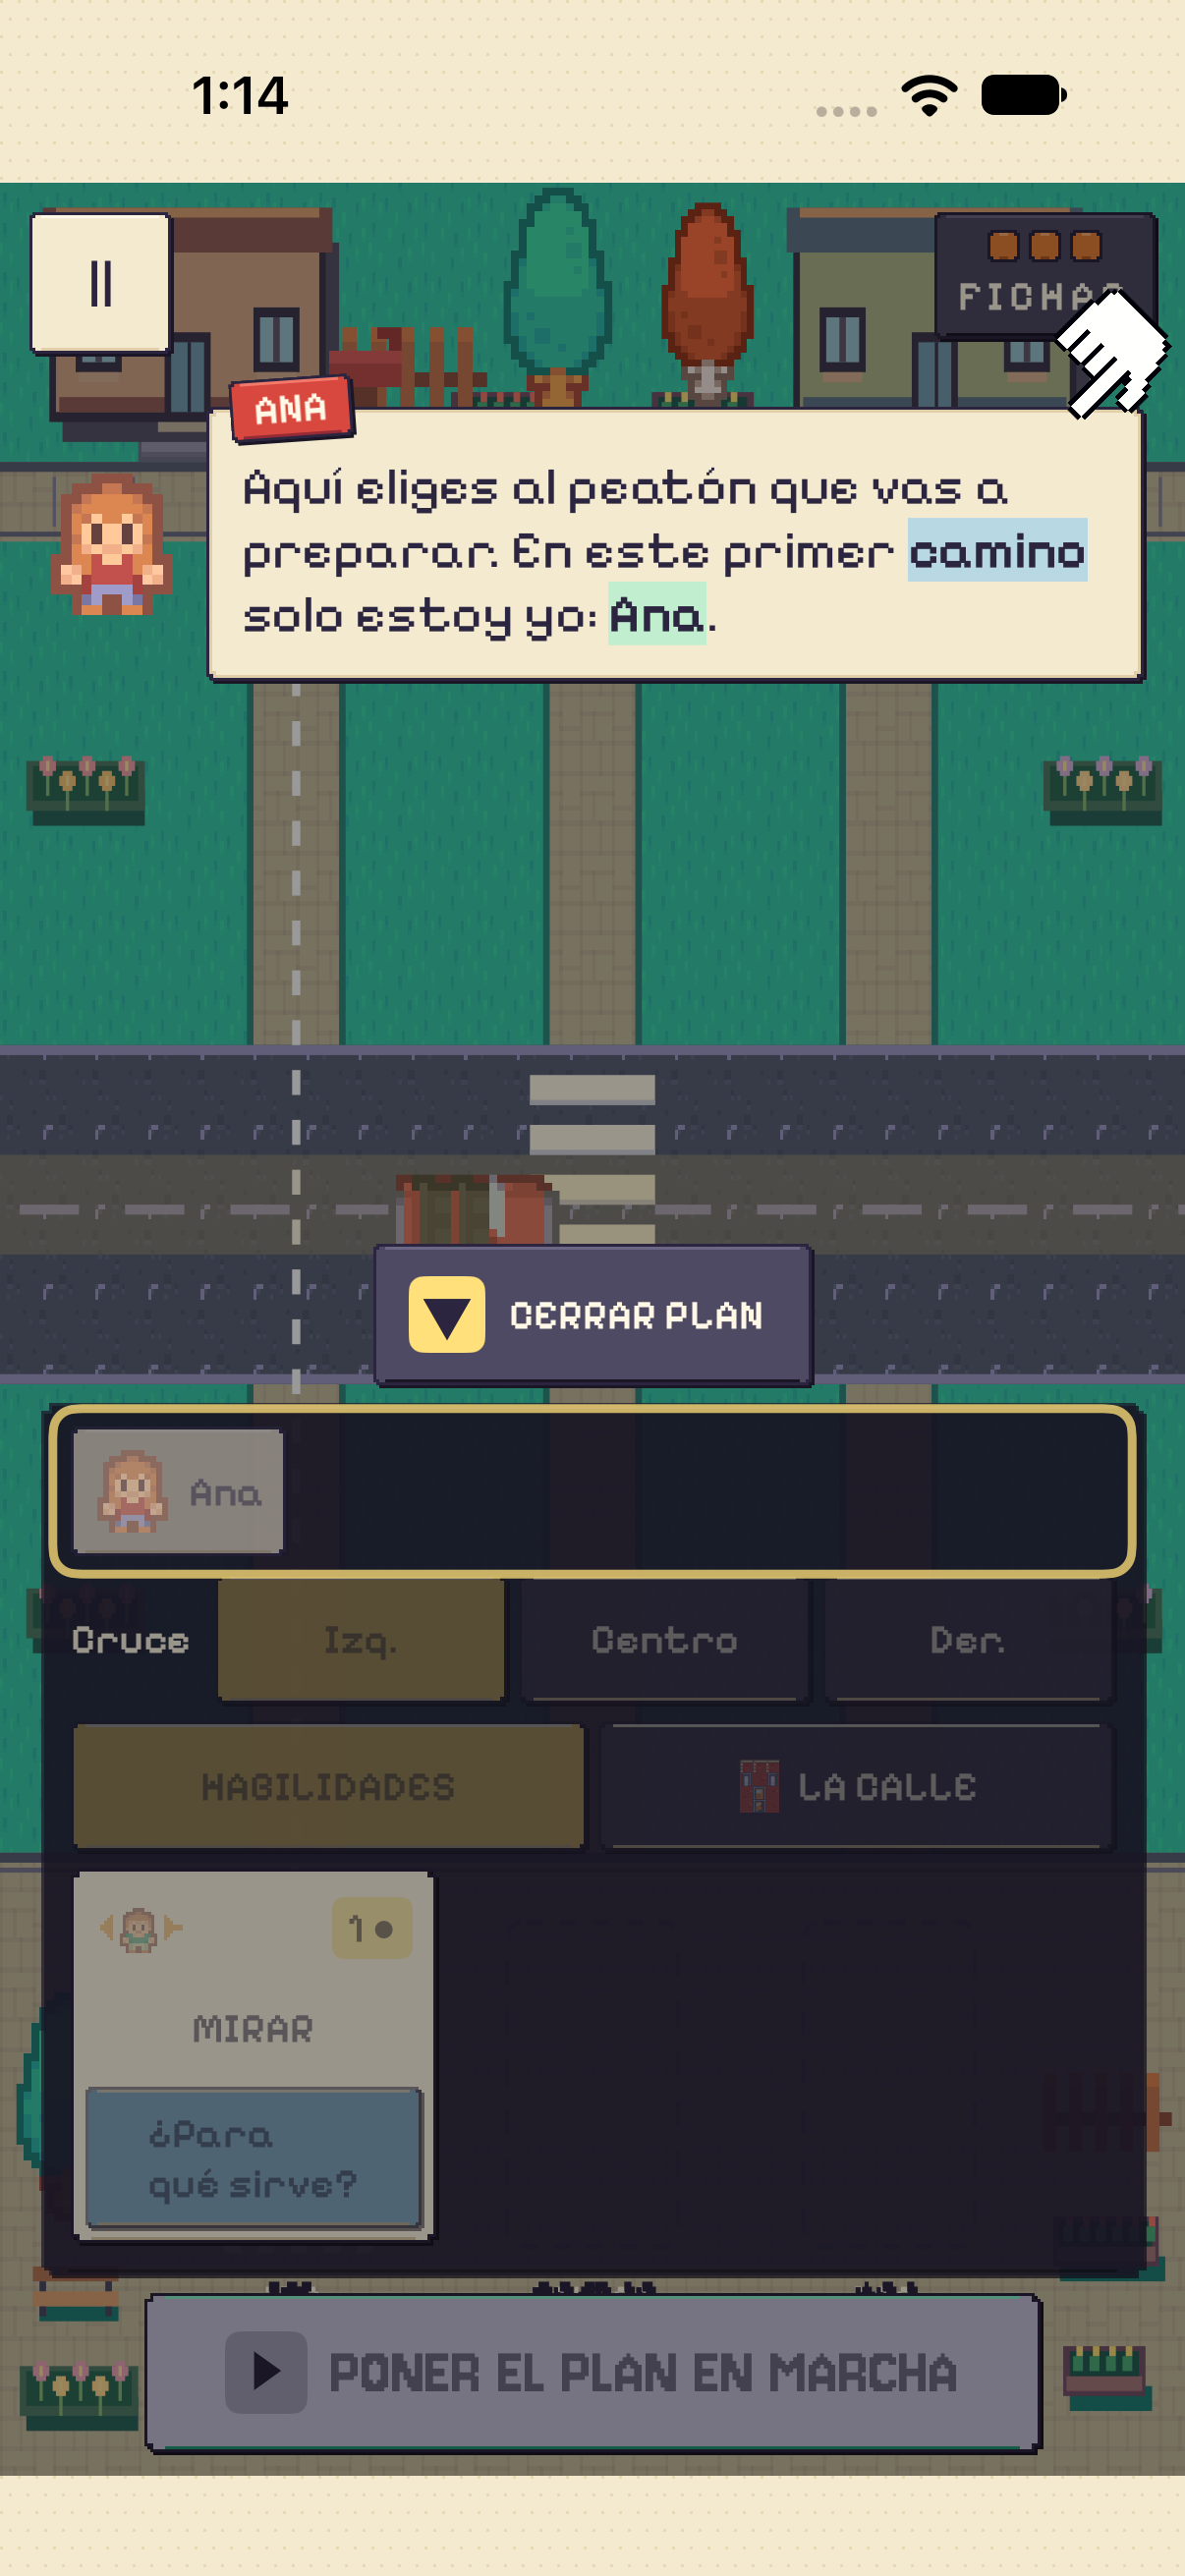 1:14
FICHAS
ANA
Aquí eliges al peatón que vas a
preparar. En este primer camino
solo estoy yo: Ana.
CERRAR PLAN
Ana
Cruce Izq. Centro Der.
HABILIDADES LA CALLE
1
MIRAR
¿Para
qué sirve?
PONER EL PLAN EN MARCHA